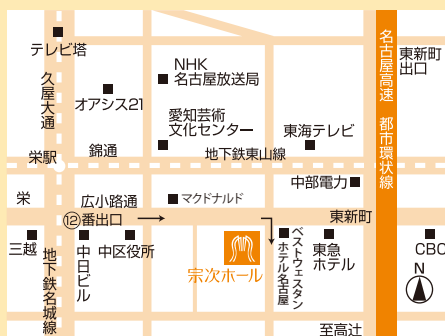 テレビ塔
久屋大通
オアシス21
NHK
名古屋放送局
愛知芸術
文化センター
東海テレビ
名古屋高速 都市環状線
東新町
出口
栄駅
錦通
地下鉄東山線
中部電力
栄
広小路通
マクドナルド
東新町
⑫番出口
三越
地下鉄名城線
中日ビル
中区役所
宗次ホール
ベストウェスタン
ホテル名古屋
東急
ホテル
CBC
N
至高辻